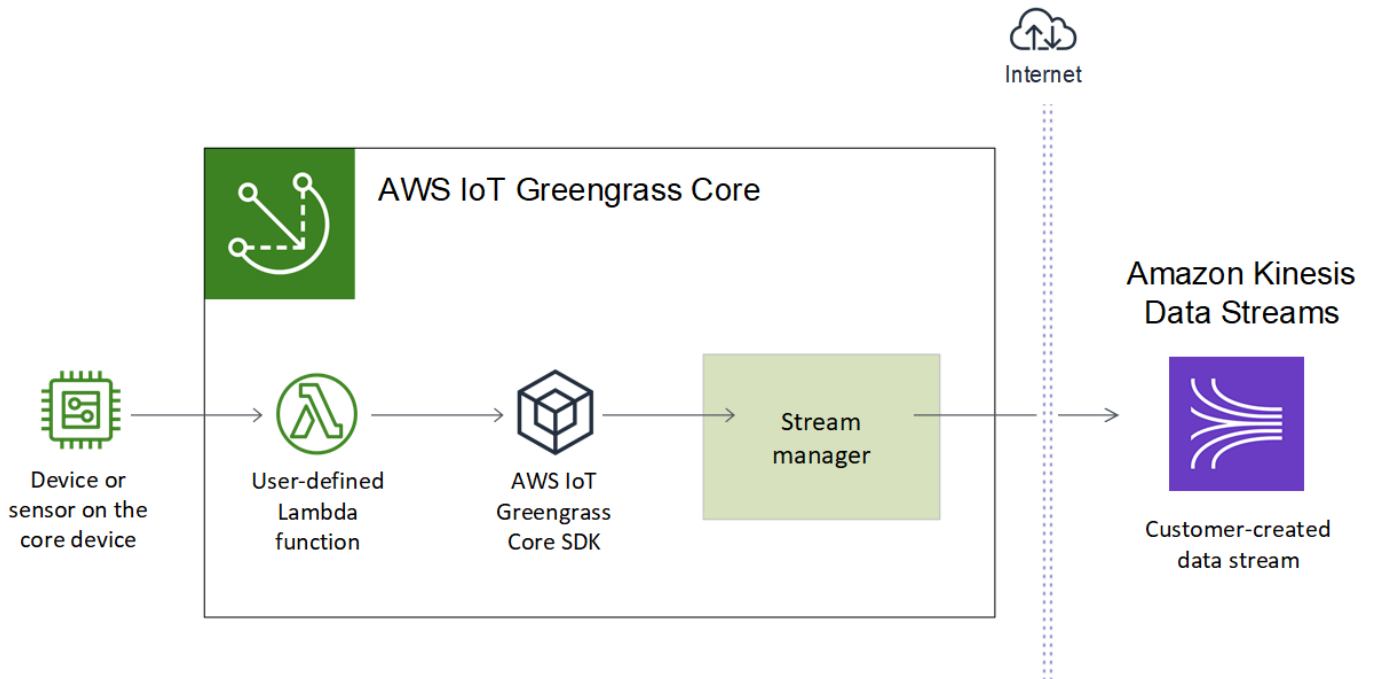 Internet
AWS IoT Greengrass Core
Amazon Kinesis
Data Streams
Stream
manager
Device or
sensor on the
core device
User-defined
Lambda
function
AWS IoT
Greengrass
Core SDK
Customer-created
data stream